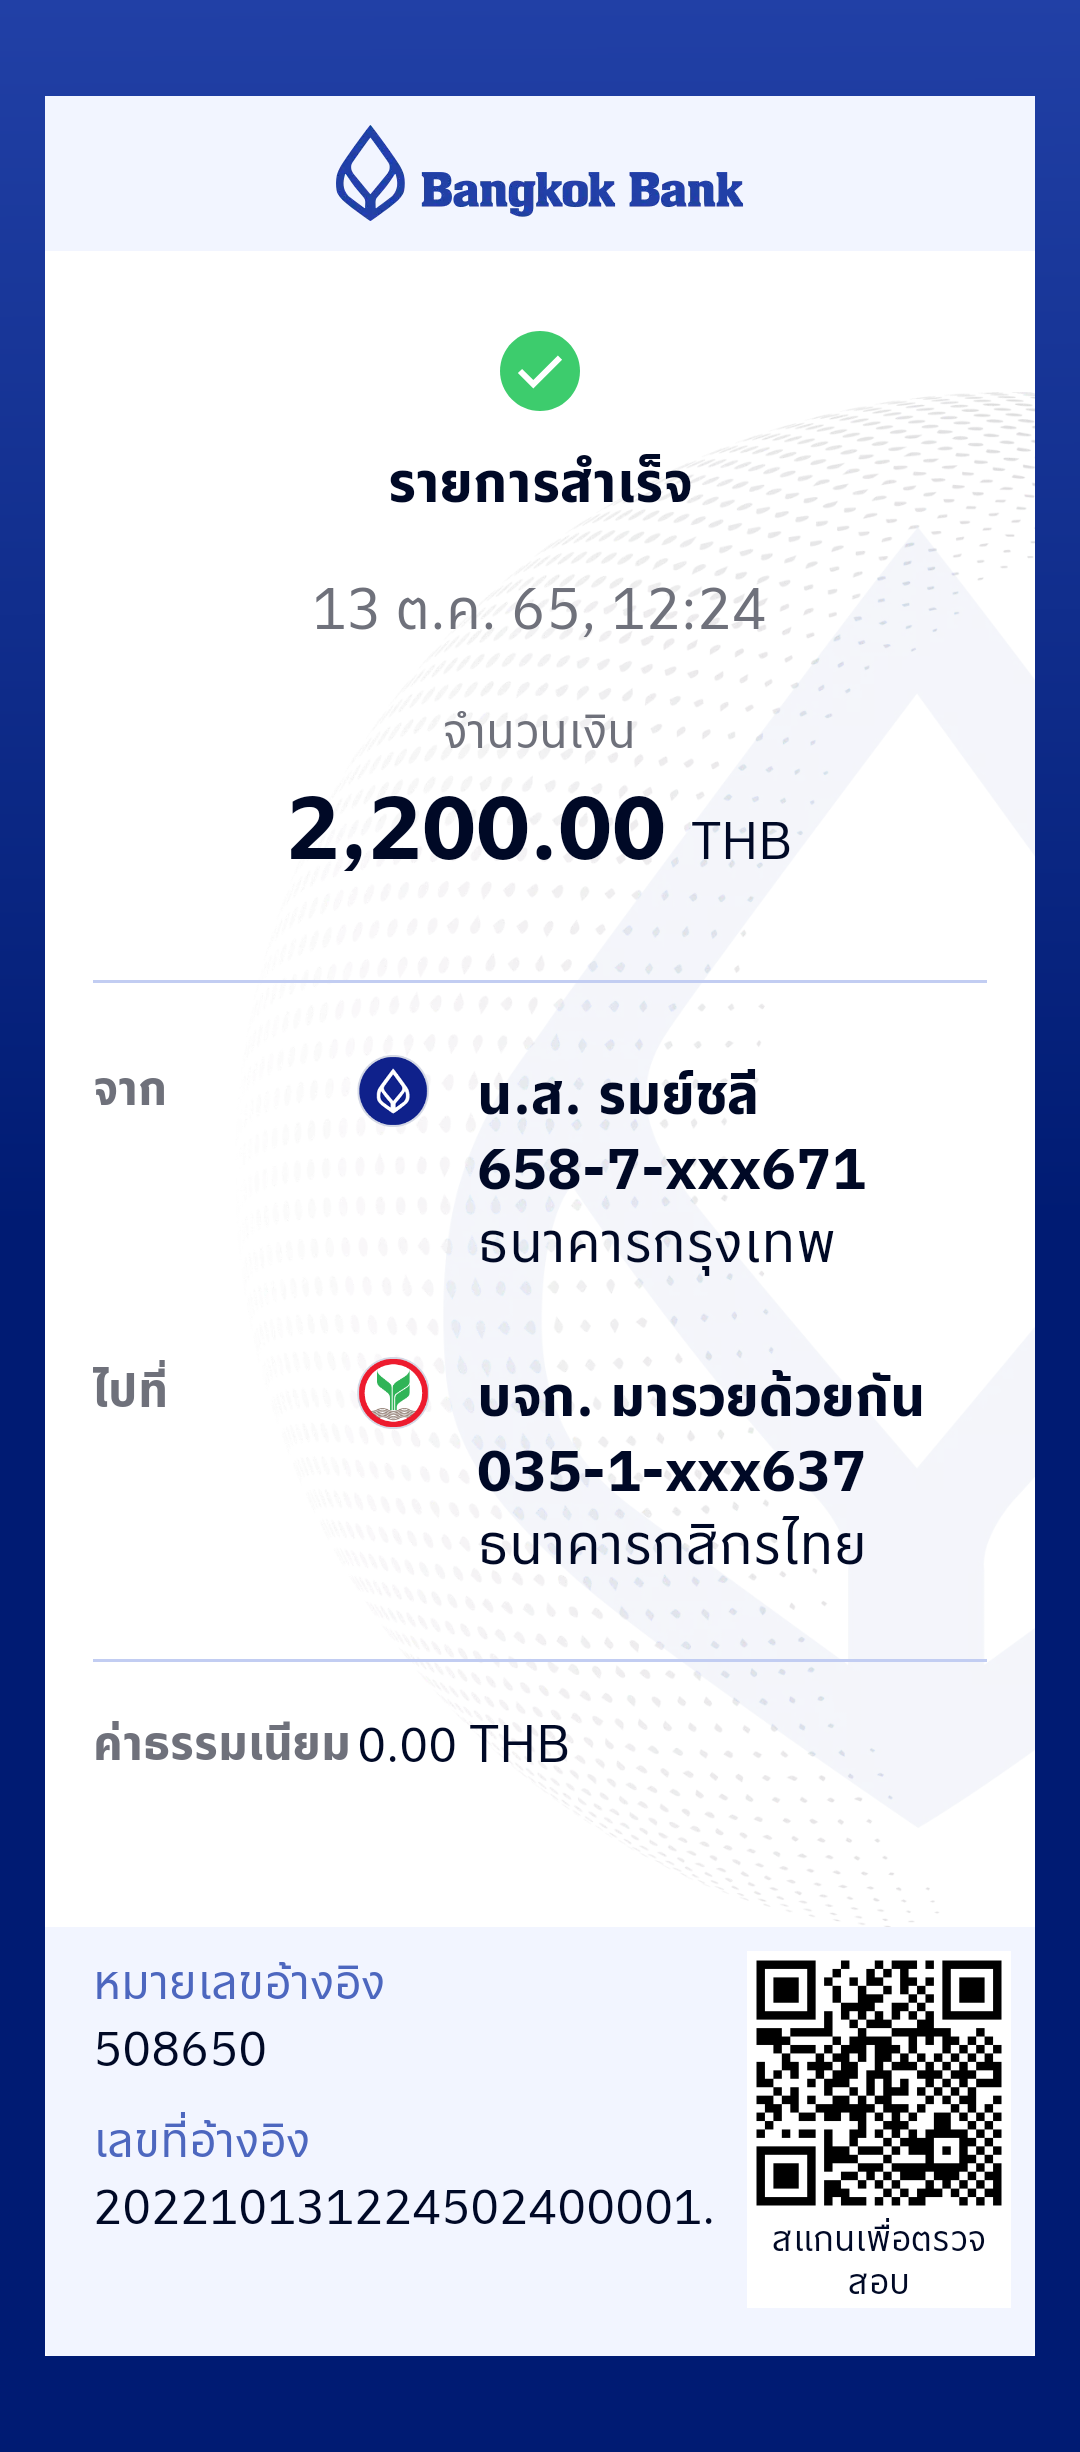 Bangkok Bank
รายการสำเร็จ
13 ต.ค. 65, 12:24
จำนวนเงิน
2,200.00 THB
จาก
น.ส. รมย์ชลี
658-7-xxx671
ธนาคารกรุงเทพ
ไปที่
บจก. มารวยด้วยกัน
035-1-xxx637
ธนาคารกสิกรไทย
ค่าธรรมเนียม 0.00 THB
หมายเลขอ้างอิง
508650
เลขที่อ้างอิง
202210131224502400001.
สแกนเพื่อตรวจ
สอบ